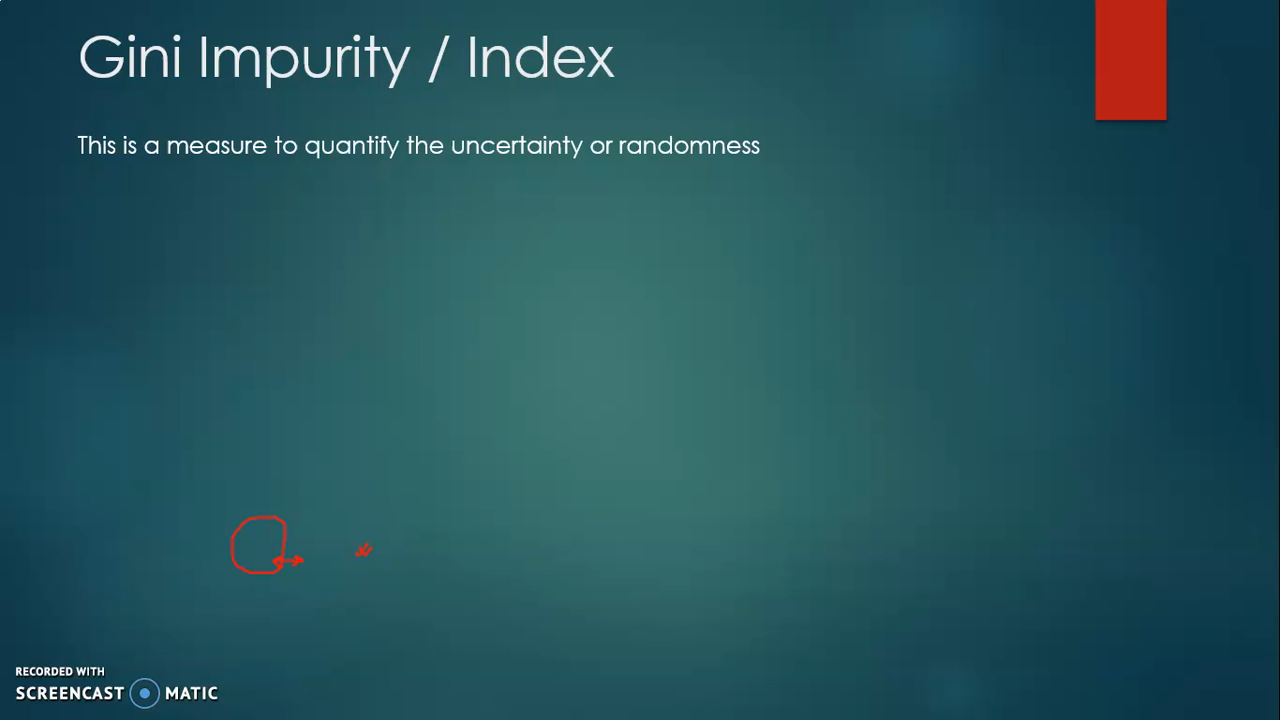 Gini Impurity / Index
This is a measure to quantify the uncertainty or randomness
RECORDED WITH
SCREENCAST MATIC